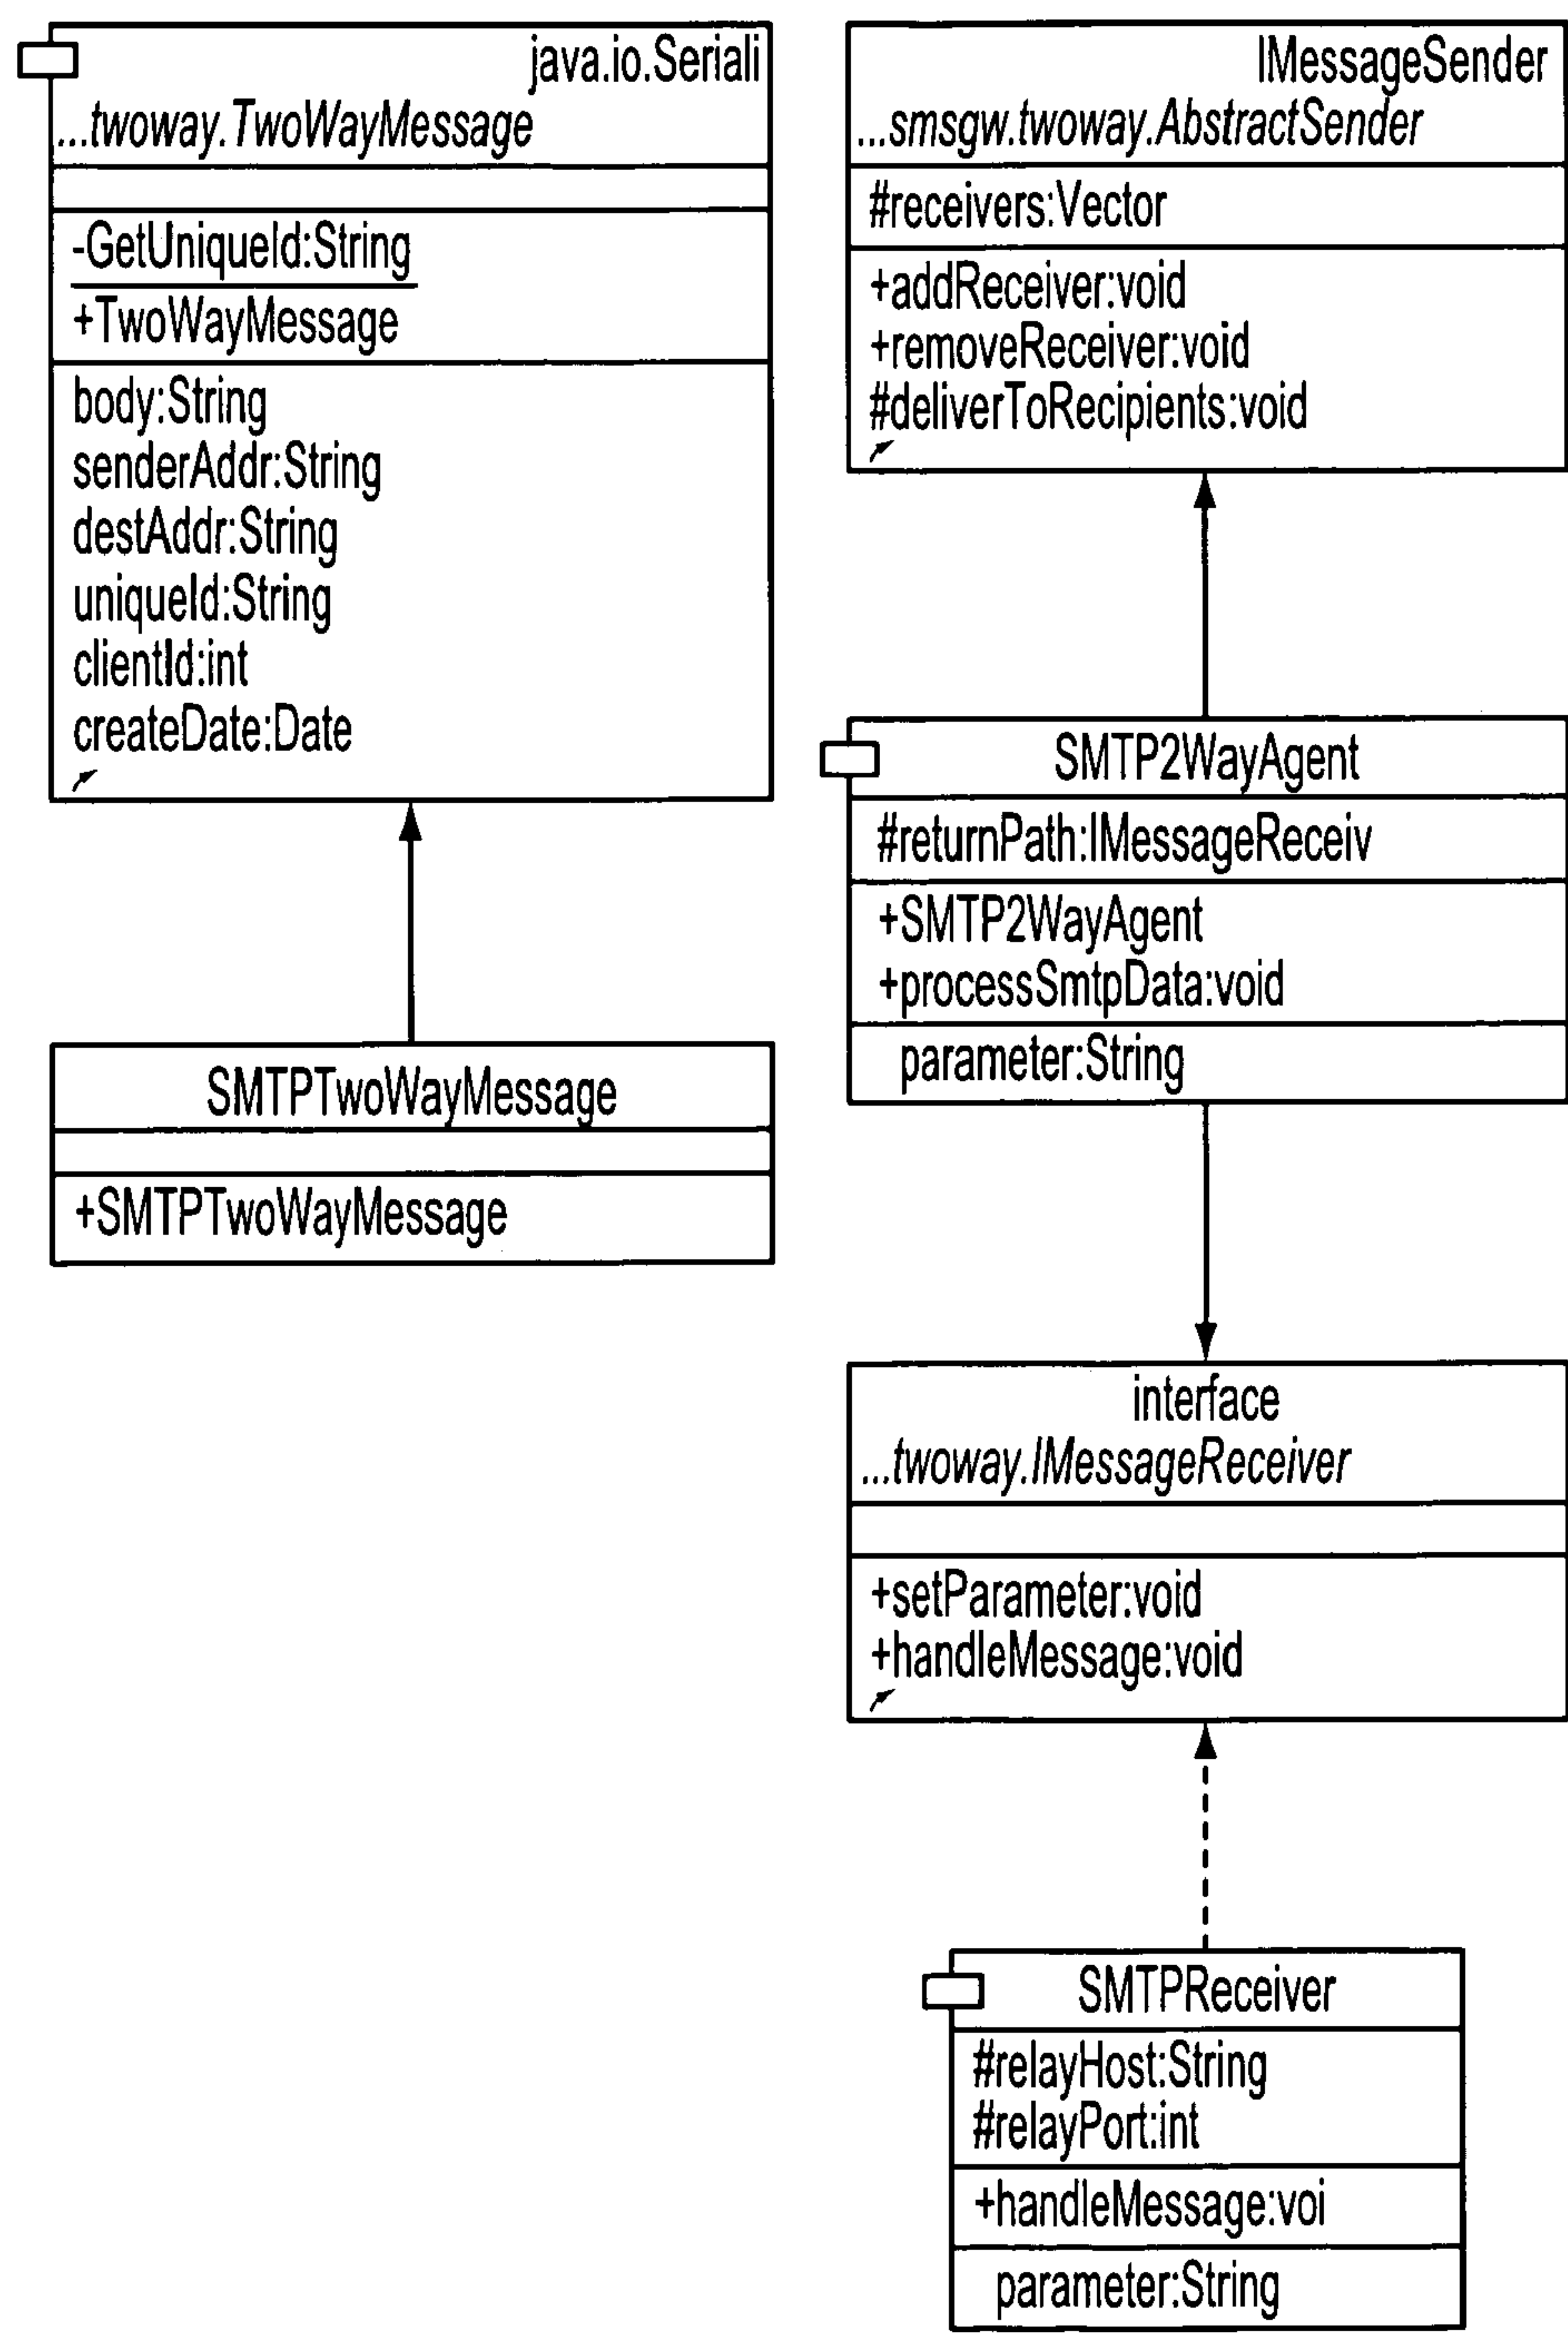 java.io.Seriali
...twoway.TwoWayMessage
-GetUniqueId:String
+TwoWayMessage
body:String
senderAddr:String
destAddr:String
uniqueId:String
clientId:int
createDate:Date
SMTPTwoWayMessage
+SMTPTwoWayMessage
IMessageSender
...smsgw.twoway.AbstractSender
#receivers:Vector
+addReceiver:void
+removeReceiver:void
#deliverToRecipients:void
SMTP2WayAgent
#returnPath:IMessageReceiv
+SMTP2WayAgent
+processSmtpData:void
parameter:String
interface
...twoway.IMessageReceiver
+setParameter:void
+handleMessage:void
SMTPReceiver
#relayHost:String
#relayPort:int
+handleMessage:voi
parameter:String